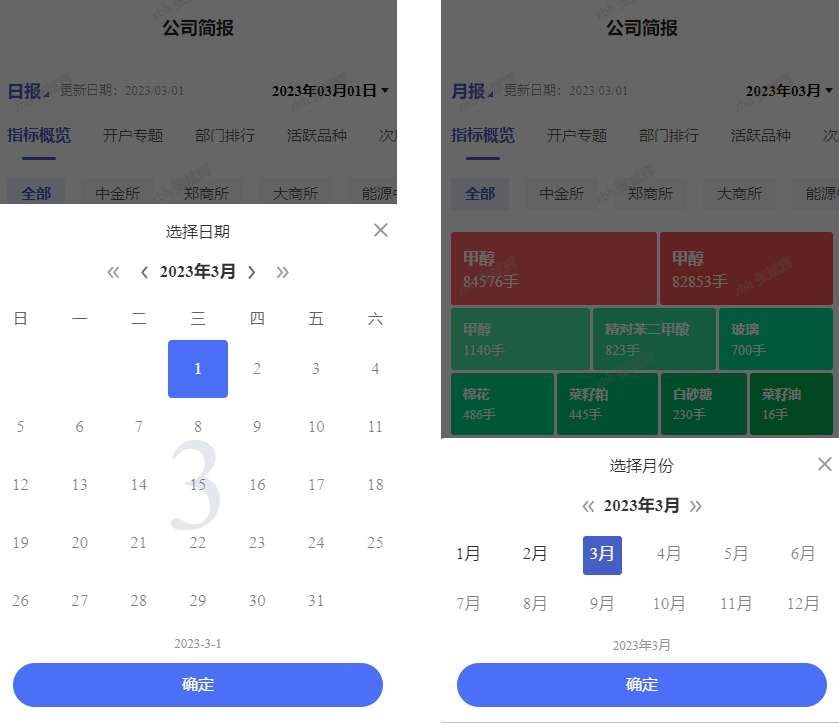 公司简报
日报 更新日期：2023/03/01 2023年03月01日
指标概览 开户专题 部门排行 活跃品种 次
全部 中金所 郑商所 大商所 能源中
选择日期
« ‹ 2023年3月 › »
日 一 二 三 四 五 六
1 2 3 4
5 6 7 8 9 10 11
3
12 13 14 15 16 17 18
19 20 21 22 23 24 25
26 27 28 29 30 31
2023-3-1
确定
公司简报
月报 更新日期：2023/03/01 2023年03月
指标概览 开户专题 部门排行 活跃品种 次
全部 中金所 郑商所 大商所 能源
甲醇 甲醇
84576手 82853手
甲醇 精对苯二甲酸 玻璃
1140手 823手 700手
棉花 菜籽粕 白砂糖 菜籽油
486手 445手 230手 16手
选择月份
« 2023年3月 »
1月 2月 3月 4月 5月 6月
7月 8月 9月 10月 11月 12月
2023年3月
确定